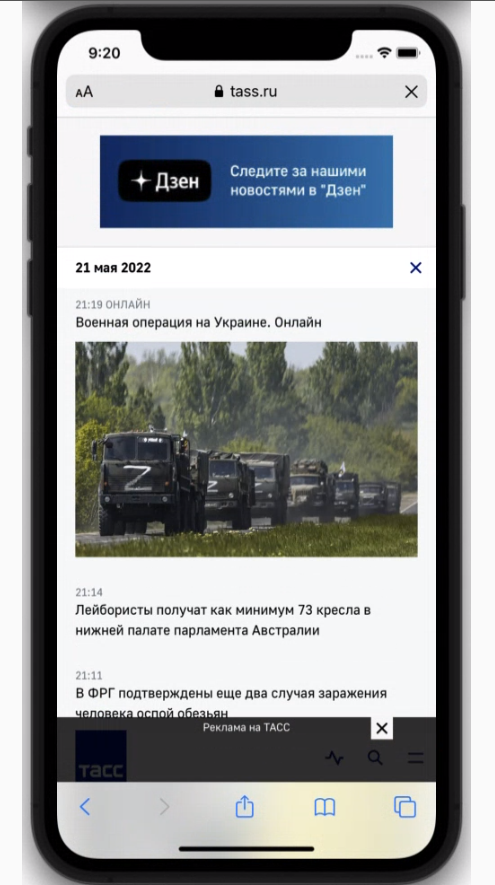 9:20
AA
tass.ru
Дзен
Следите за нашими
новостями в "Дзен"
21 мая 2022
21:19 ОНЛАЙН
Военная операция на Украине. Онлайн
Z
Z
21:14
Лейбористы получат как минимум 73 кресла в
нижней палате парламента Австралии
21:11
В ФРГ подтверждены еще два случая заражения
человека оспой обезьян
Реклама на ТАСС
ТАСС